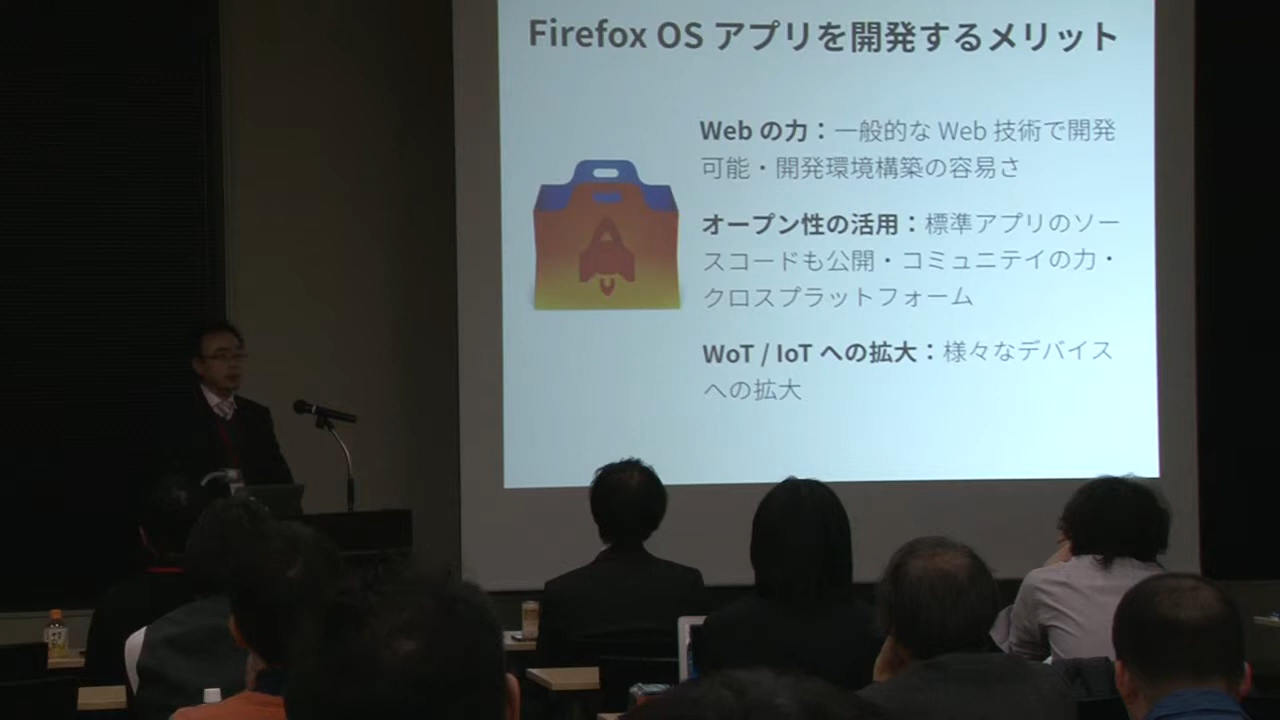 Firefox OS アプリを開発するメリット
Web の力：一般的な Web 技術で開発
可能・開発環境構築の容易さ
オープン性の活用：標準アプリのソー
スコードも公開・コミュニテイの力・
クロスプラットフォーム
WoT / IoT への拡大：様々なデバイス
への拡大